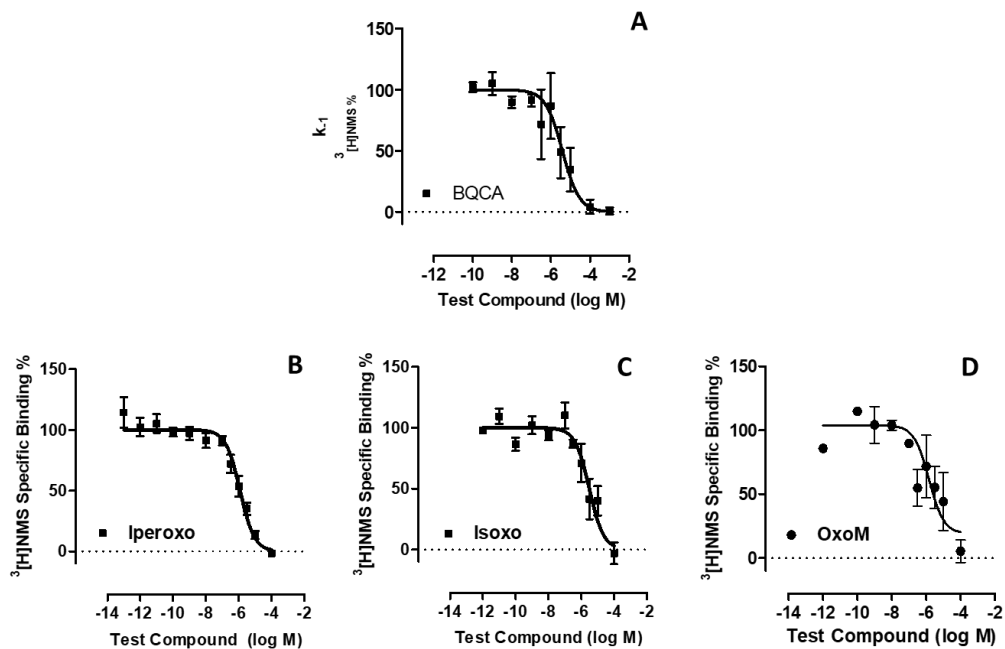 A
150
100
50
0
k-1
3[H]NMS %
BQCA
-12 -10 -8 -6 -4 -2
Test Compound (log M)
B
150
100
50
0
3[H]NMS Specific Binding %
Iperoxo
-14 -12 -10 -8 -6 -4 -2
Test Compound (log M)
C
150
100
50
0
3[H]NMS Specific Binding %
Isoxo
-14 -12 -10 -8 -6 -4 -2
Test Compound (log M)
D
150
100
50
0
3[H]NMS Specific Binding %
OxoM
-14 -12 -10 -8 -6 -4 -2
Test Compound (log M)